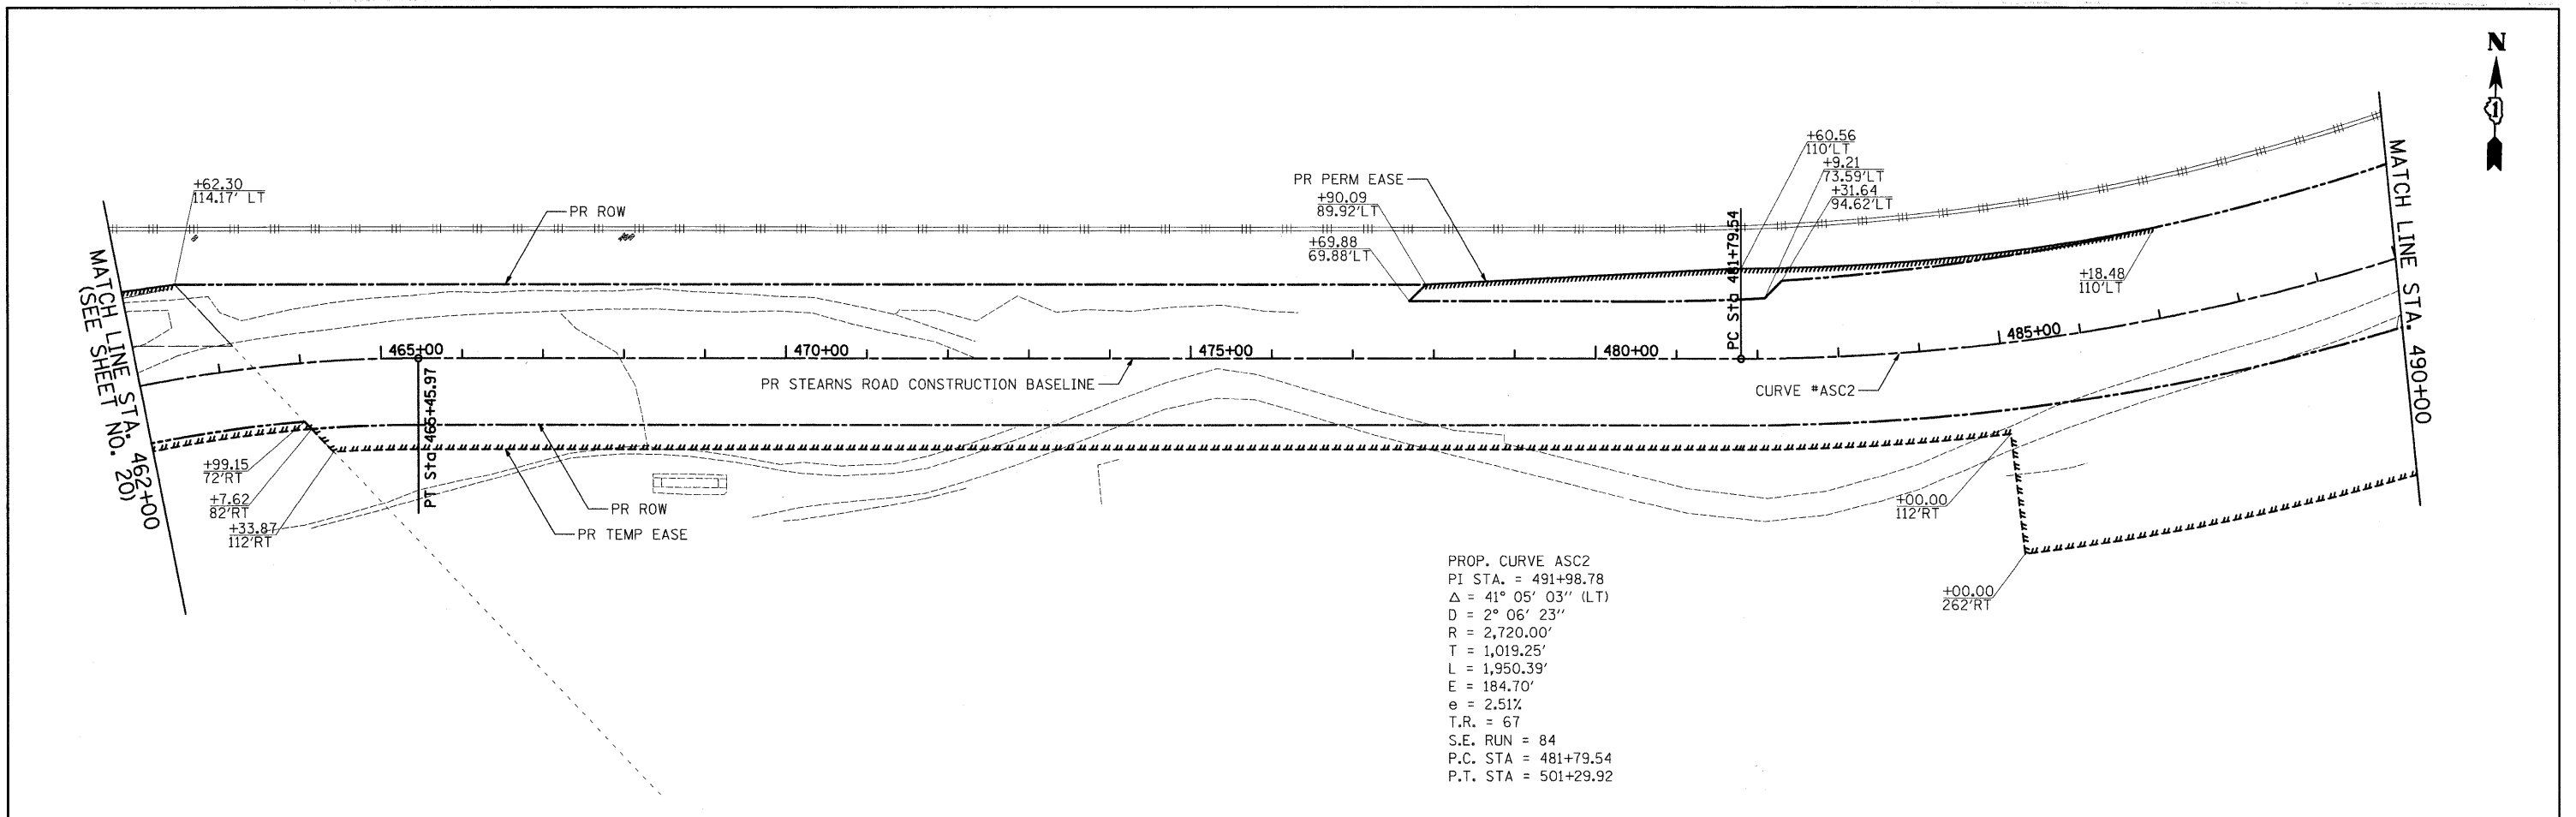 N
1
+60.56
110'LT
+9.21
73.59'LT
+31.64
94.62'LT
PR PERM EASE
+90.09
89.92'LT
+69.88
69.88'LT
+62.30
114.17' LT
PR ROW
PC Sta 481+79.54
MATCH LINE STA. 490+00
MATCH LINE STA. 462+00
(SEE SHEET NO. 20)
+18.48
110'LT
465+00
470+00
475+00
480+00
485+00
PT Sta 465+45.97
PR STEARNS ROAD CONSTRUCTION BASELINE
CURVE #ASC2
+99.15
72'RT
+7.62
82'RT
+33.87
112'RT
PR ROW
PR TEMP EASE
+00.00
112'RT
+00.00
262'RT
PROP. CURVE ASC2
PI STA. = 491+98.78
Δ = 41° 05' 03'' (LT)
D = 2° 06' 23''
R = 2,720.00'
T = 1,019.25'
L = 1,950.39'
E = 184.70'
e = 2.51%
T.R. = 67
S.E. RUN = 84
P.C. STA = 481+79.54
P.T. STA = 501+29.92